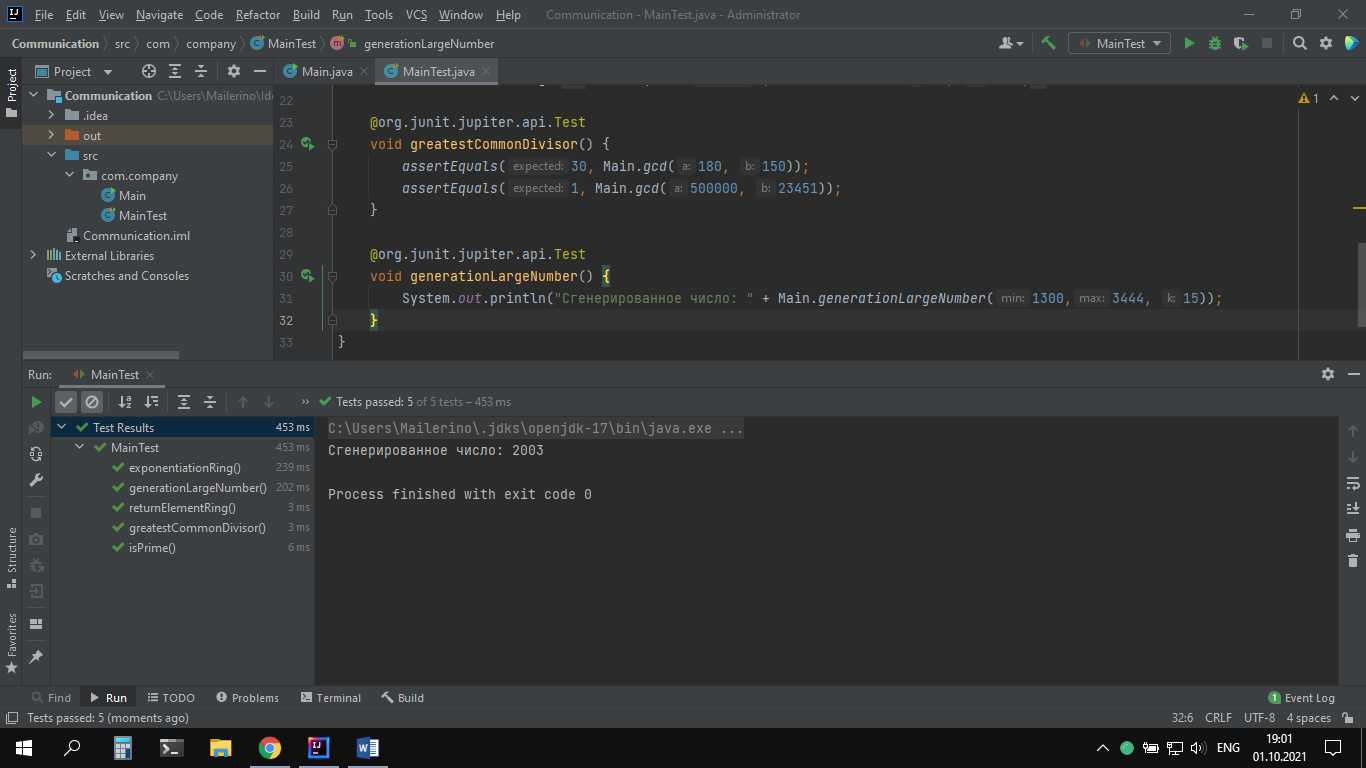 File Edit View Navigate Code Refactor Build Run Tools VCS Window Help Communication - MainTest.java - Administrator
Communication src com company MainTest generationLargeNumber MainTest
Project
Project
Main.java MainTest.java
Communication C:\Users\Mailerino\Ide
.idea
out
src
com.company
Main
MainTest
Communication.iml
External Libraries
Scratches and Consoles
1
22
23 @org.junit.jupiter.api.Test
24 void greatestCommonDivisor() {
25 assertEquals( expected: 30, Main.gcd( a: 180, b: 150));
26 assertEquals( expected: 1, Main.gcd( a: 500000, b: 23451));
27 }
28
29 @org.junit.jupiter.api.Test
30 void generationLargeNumber() {
31 System.out.println("Сгенерированное число: " + Main.generationLargeNumber( min: 1300, max: 3444, k: 15));
32 }
33 }
Run: MainTest
Tests passed: 5 of 5 tests – 453 ms
Test Results 453 ms
MainTest 453 ms
exponentiationRing() 239 ms
generationLargeNumber() 202 ms
returnElementRing() 3 ms
greatestCommonDivisor() 3 ms
isPrime() 6 ms
C:\Users\Mailerino\.jdks\openjdk-17\bin\java.exe ...
Сгенерированное число: 2003
Process finished with exit code 0
Structure
Favorites
Find Run TODO Problems Terminal Build 1 Event Log
Tests passed: 5 (moments ago) 32:6 CRLF UTF-8 4 spaces
ENG 19:01
01.10.2021